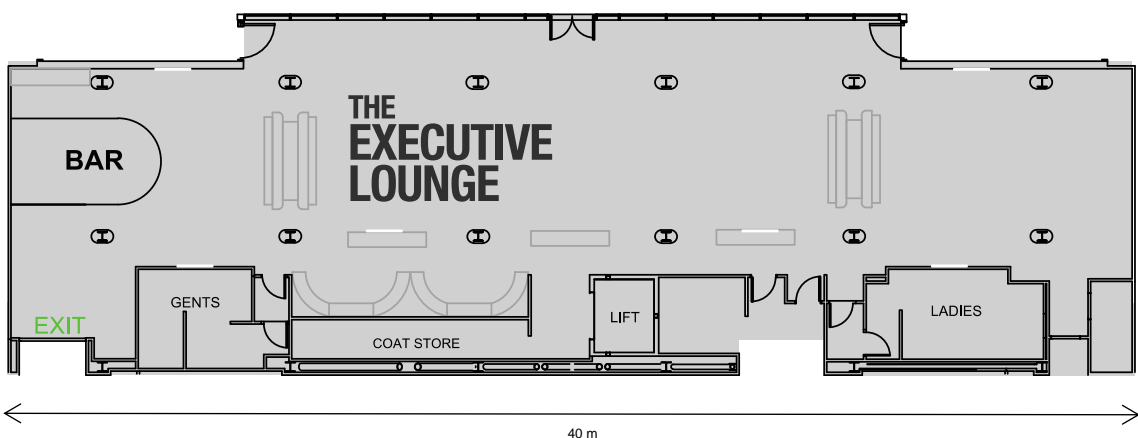 THE
EXECUTIVE
LOUNGE
BAR
GENTS
EXIT
COAT STORE
LIFT
LADIES
40 m